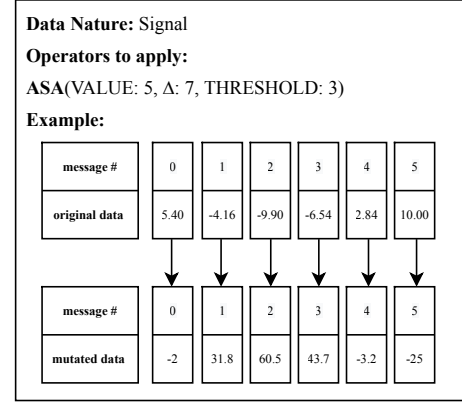 Data Nature: Signal
Operators to apply:
ASA(VALUE: 5, Δ: 7, THRESHOLD: 3)
Example:
message # 0 1 2 3 4 5
original data 5.40 -4.16 -9.90 -6.54 2.84 10.00
message # 0 1 2 3 4 5
mutated data -2 31.8 60.5 43.7 -3.2 -25